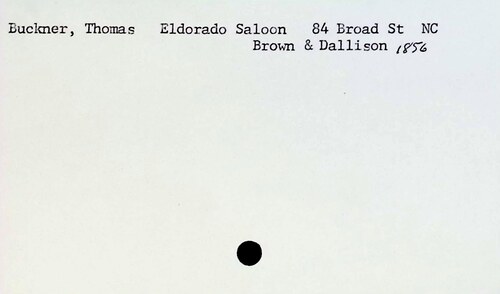 Buckner, Thomas Eldorado Saloon 84 Broad St NC
Brown & Dallison 1856